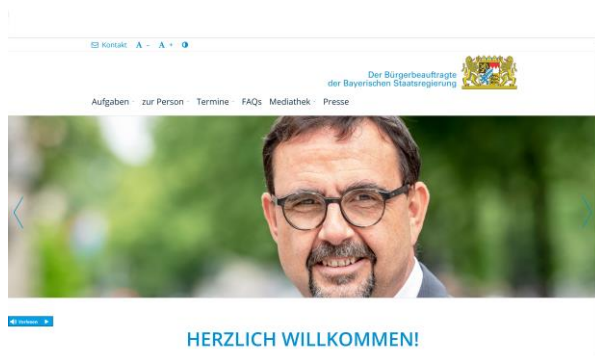 Kontakt A - A +
Der Bürgerbeauftragte
der Bayerischen Staatsregierung
Aufgaben zur Person Termine FAQs Mediathek Presse
Vorlesen
HERZLICH WILLKOMMEN!